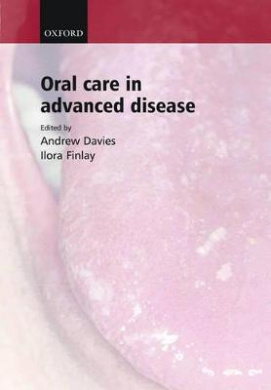 OXFORD
Oral care in
advanced disease
Edited by
Andrew Davies
Ilora Finlay